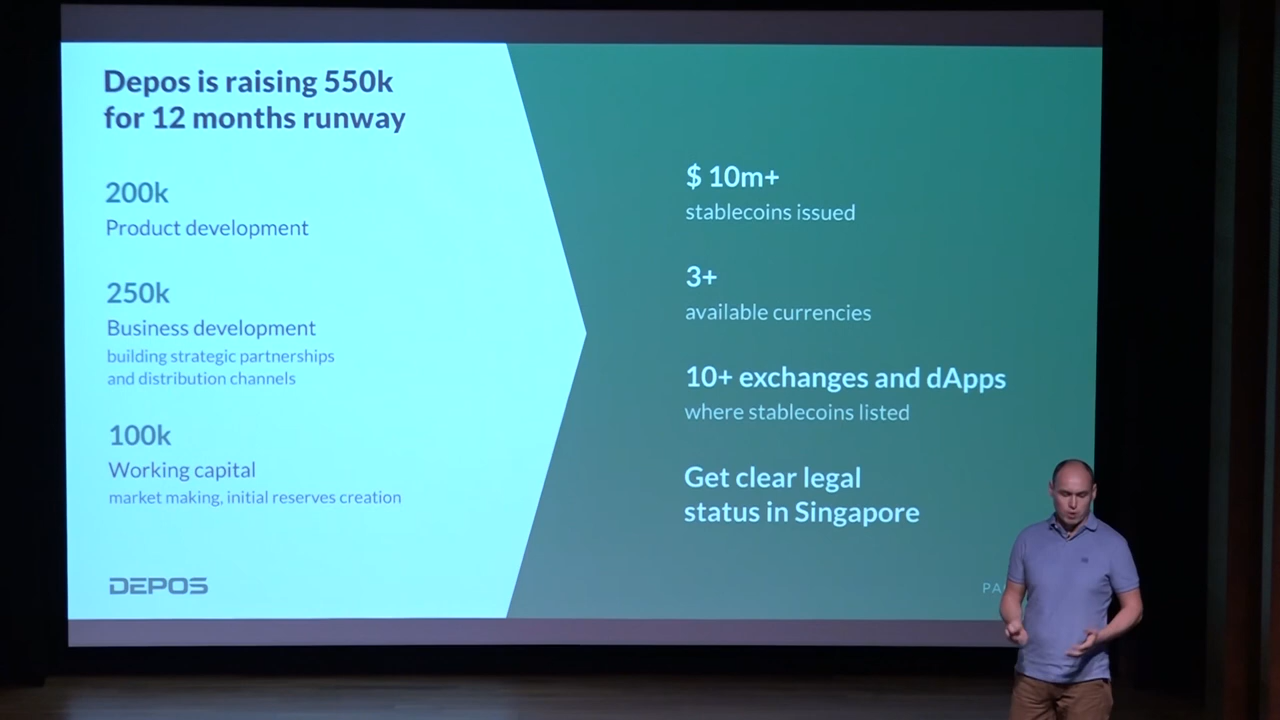 Depos is raising 550k
for 12 months runway
200k
Product development
250k
Business development
building strategic partnerships
and distribution channels
100k
Working capital
market making, initial reserves creation
DEPOS
$ 10m+
stablecoins issued
3+
available currencies
10+ exchanges and dApps
where stablecoins listed
Get clear legal
status in Singapore